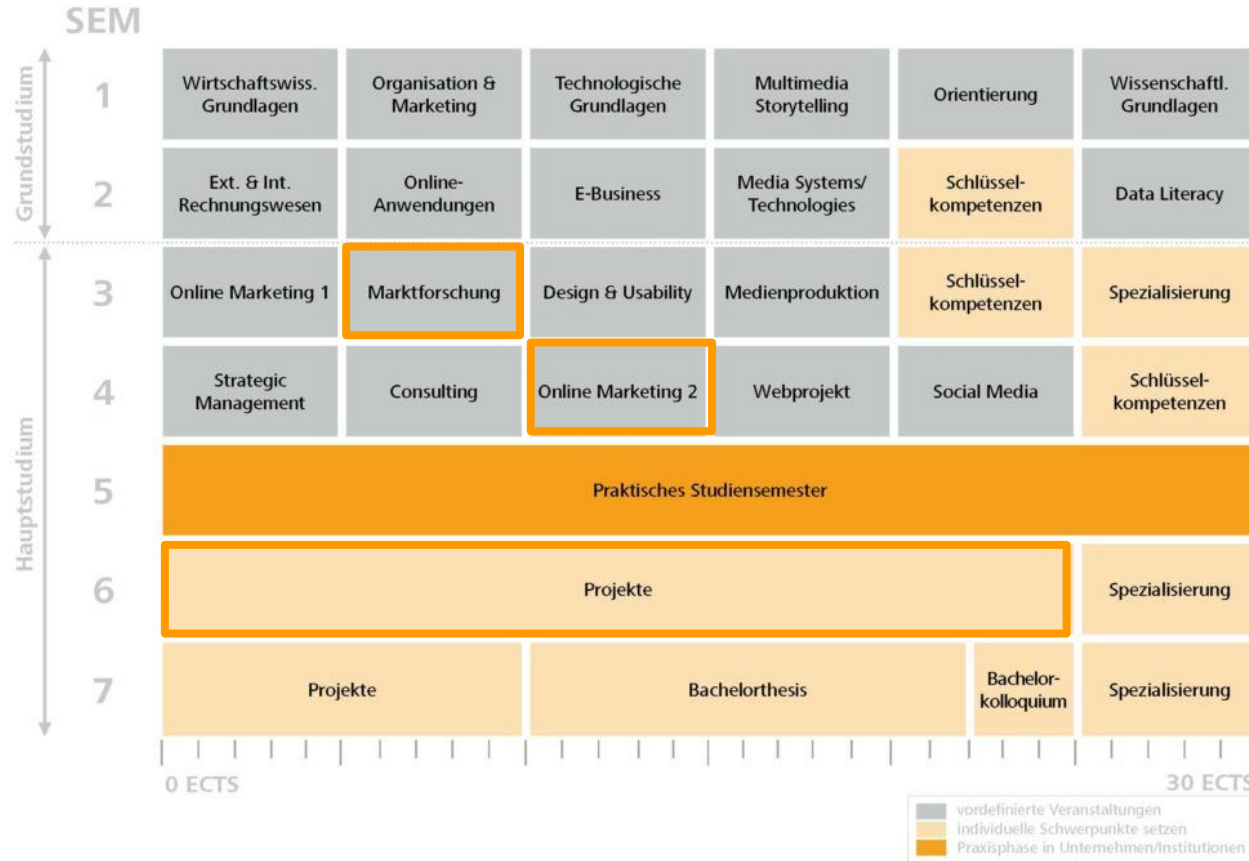 SEM
Grundstudium
1
Wirtschaftswiss.
Grundlagen
Organisation &
Marketing
Technologische
Grundlagen
Multimedia
Storytelling
Orientierung
Wissenschaftl.
Grundlagen
2
Ext. & Int.
Rechnungswesen
Online-
Anwendungen
E-Business
Media Systems/
Technologies
Schlüssel-
kompetenzen
Data Literacy
Hauptstudium
3
Online Marketing 1
Marktforschung
Design & Usability
Medienproduktion
Schlüssel-
kompetenzen
Spezialisierung
4
Strategic
Management
Consulting
Online Marketing 2
Webprojekt
Social Media
Schlüssel-
kompetenzen
5
Praktisches Studiensemester
6
Projekte
Spezialisierung
7
Projekte
Bachelorthesis
Bachelor-
kolloquium
Spezialisierung
0 ECTS
30 ECTS
vordefinierte Veranstaltungen
individuelle Schwerpunkte setzen
Praxisphase in Unternehmen/Institutionen